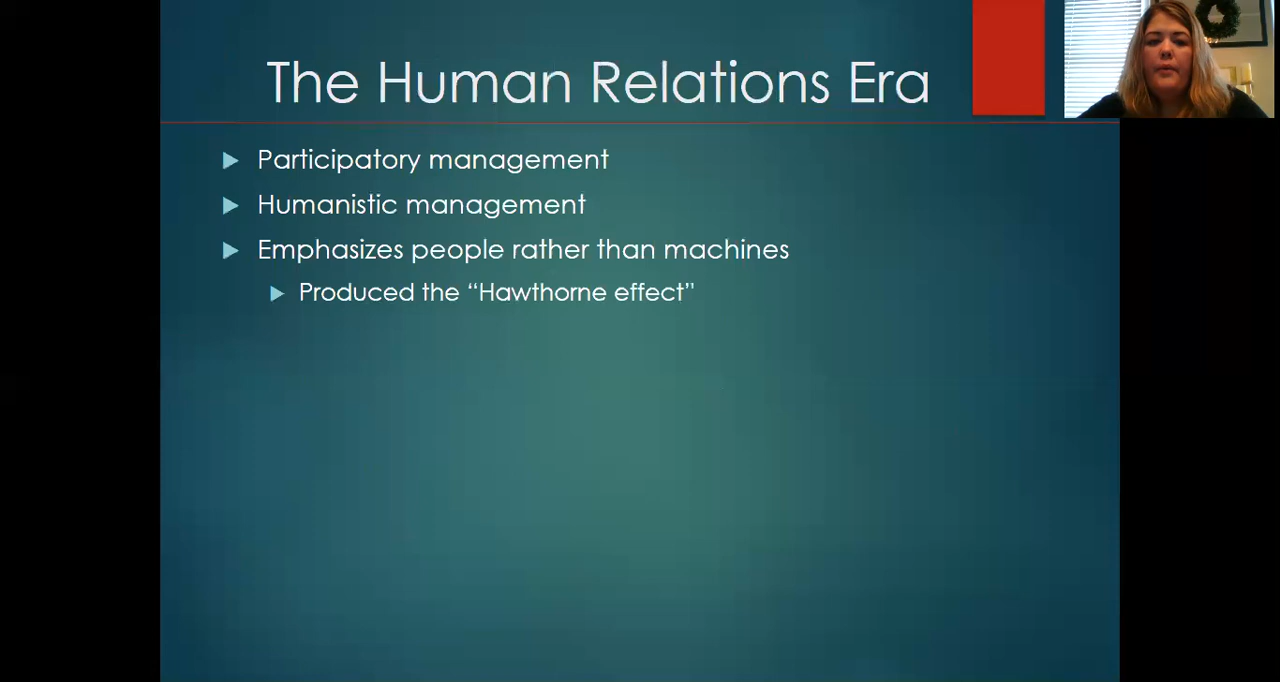 The Human Relations Era
Participatory management
Humanistic management
Emphasizes people rather than machines
Produced the “Hawthorne effect”